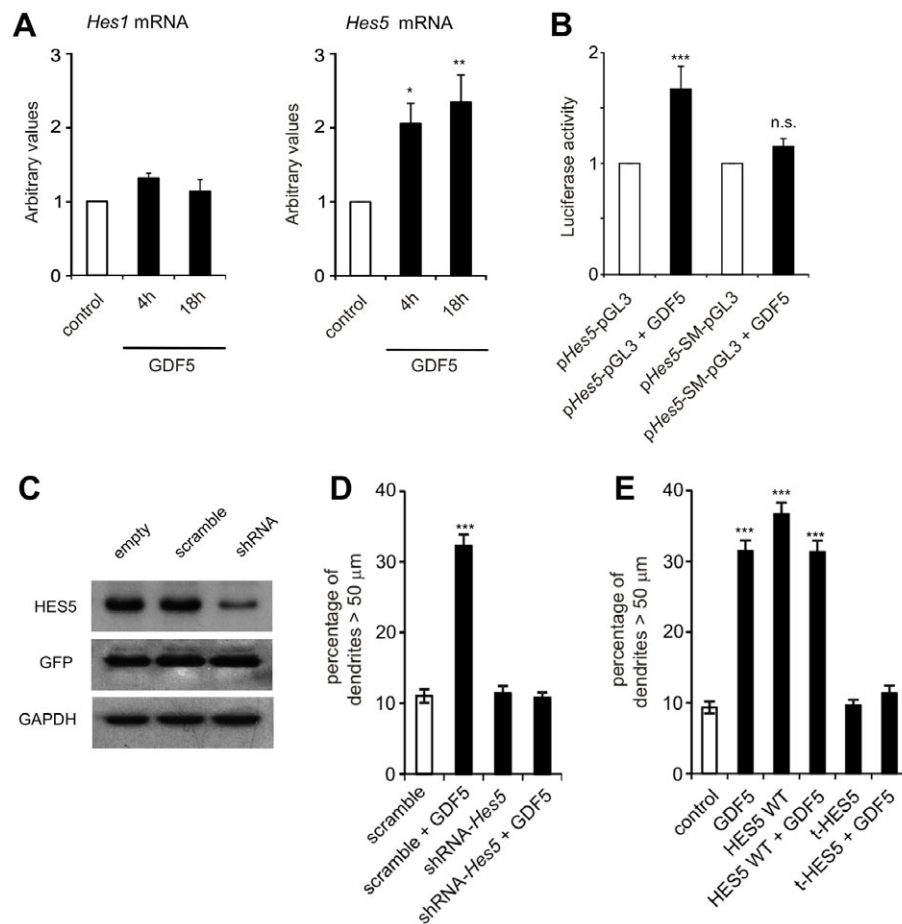 A
Hes1 mRNA
Arbitrary values
3
2
1
0
control
4h
18h
GDF5
Hes5 mRNA
Arbitrary values
3
2
1
0
*
**
control
4h
18h
GDF5
B
Luciferase activity
2
1
0
***
n.s.
pHes5-pGL3
pHes5-pGL3 + GDF5
pHes5-SM-pGL3
pHes5-SM-pGL3 + GDF5
C
empty
scramble
shRNA
HES5
GFP
GAPDH
D
percentage of
dendrites > 50 μm
40
30
20
10
0
***
scramble
scramble + GDF5
shRNA-Hes5
shRNA-Hes5 + GDF5
E
percentage of
dendrites > 50 μm
40
30
20
10
0
***
***
***
control
GDF5
HES5 WT
HES5 WT + GDF5
t-HES5
t-HES5 + GDF5